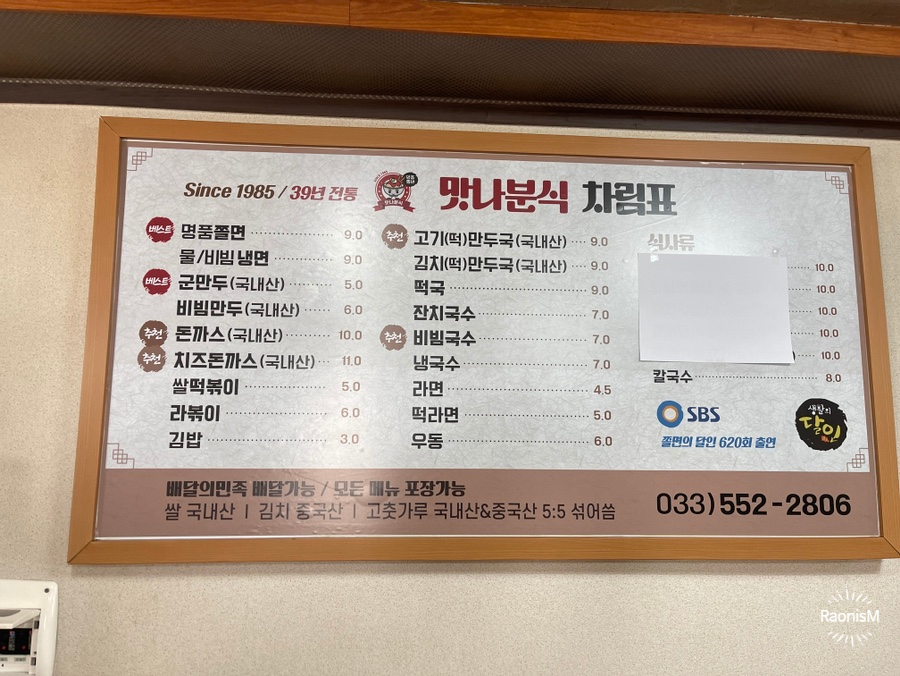 Since 1985 / 39년 전통
맛나분식 차림표
베스트 명품쫄면 9.0
물/비빔 냉면 9.0
베스트 군만두(국내산) 5.0
비빔만두(국내산) 6.0
추천 돈까스(국내산) 10.0
추천 치즈돈까스(국내산) 11.0
쌀떡볶이 5.0
라볶이 6.0
김밥 3.0
추천 고기(떡)만두국(국내산) 9.0
김치(떡)만두국(국내산) 9.0
떡국 9.0
잔치국수 7.0
추천 비빔국수 7.0
냉국수 7.0
라면 4.5
떡라면 5.0
우동 6.0
식사류
10.0
10.0
10.0
10.0
칼국수 8.0
SBS
쫄면의 달인 620회 출연
생활의
달인
배달의민족 배달가능 / 모든 메뉴 포장가능
쌀 국내산 | 김치 중국산 | 고춧가루 국내산&중국산 5:5 섞어씀
033) 552-2806
RaonisM